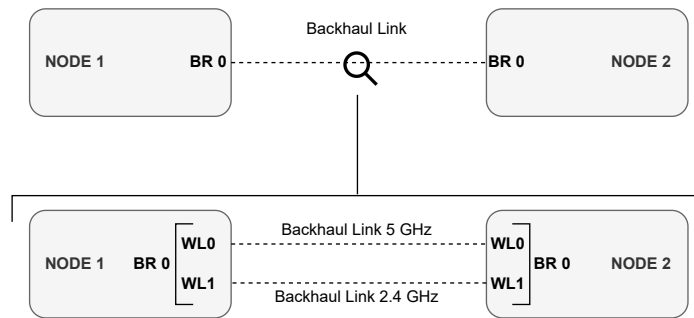 Backhaul Link
NODE 1 BR 0 BR 0 NODE 2
Backhaul Link 5 GHz
WL0 WL0
NODE 1 BR 0 BR 0 NODE 2
WL1 WL1
Backhaul Link 2.4 GHz